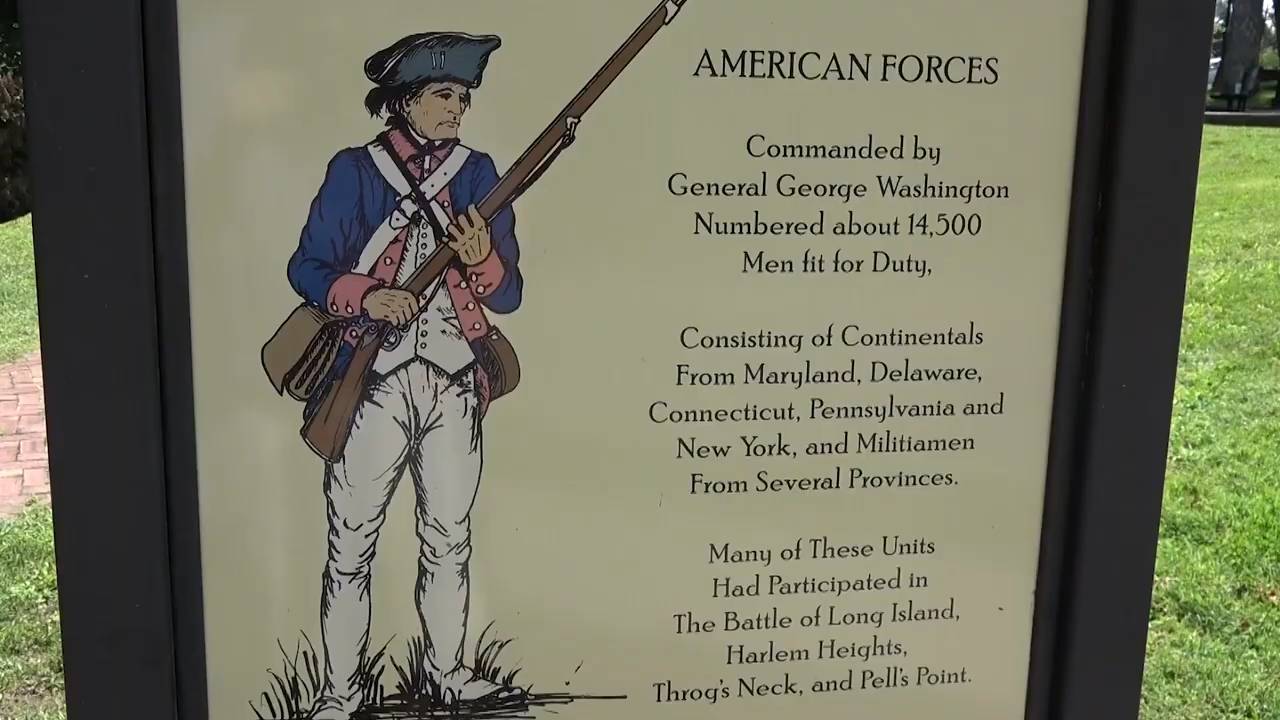 AMERICAN FORCES
Commanded by
General George Washington
Numbered about 14,500
Men fit for Duty,
Consisting of Continentals
From Maryland, Delaware,
Connecticut, Pennsylvania and
New York, and Militiamen
From Several Provinces.
Many of These Units
Had Participated in
The Battle of Long Island,
Harlem Heights,
Throg's Neck, and Pell's Point.